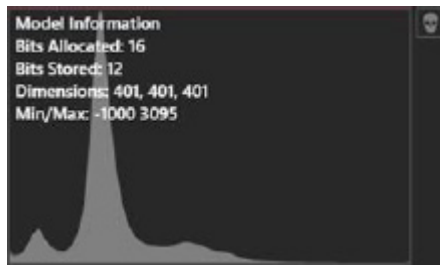 Model Information
Bits Allocated: 16
Bits Stored: 12
Dimensions: 401, 401, 401
Min/Max: -1000 3095